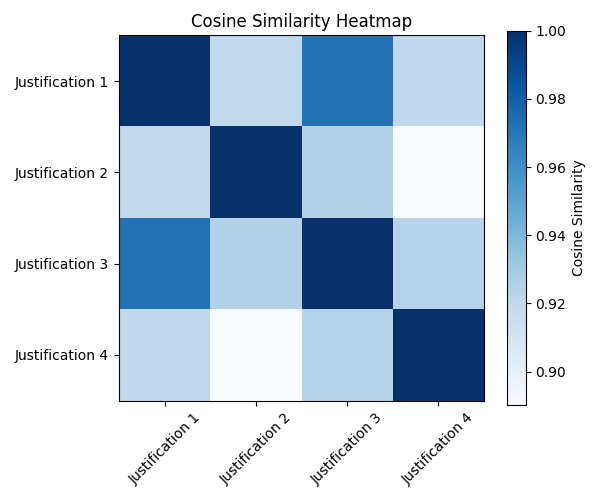 Cosine Similarity Heatmap
Justification 1
Justification 2
Justification 3
Justification 4
Justification 1
Justification 2
Justification 3
Justification 4
1.00
0.98
0.96
0.94
0.92
0.90
Cosine Similarity